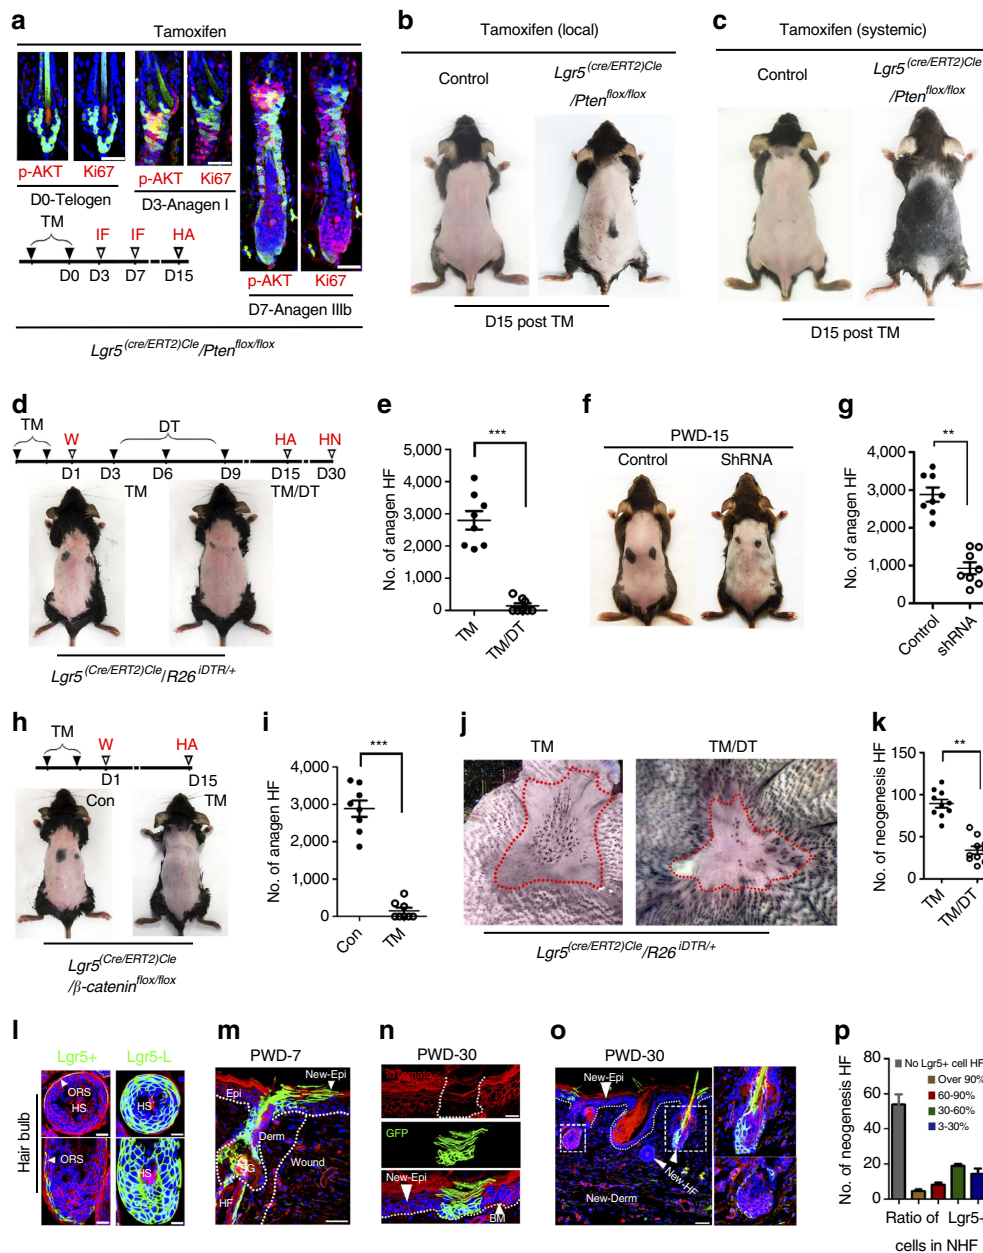 a
Tamoxifen
p-AKT
Ki67
D0-Telogen
p-AKT
Ki67
D3-Anagen I
p-AKT
Ki67
D7-Anagen IIIb
TM
IF
IF
HA
D0
D3
D7
D15
Lgr5(cre/ERT2)Cle/Ptenflox/flox
b
Tamoxifen (local)
Control
Lgr5(cre/ERT2)Cle
/Ptenflox/flox
D15 post TM
c
Tamoxifen (systemic)
Control
Lgr5(cre/ERT2)Cle
/Ptenflox/flox
D15 post TM
d
TM
W
DT
HA
HN
D1
D3
D6
D9
D15
D30
TM
TM/DT
Lgr5(Cre/ERT2)Cle/R26iDTR/+
e
***
No. of anagen HF
5,000
4,000
3,000
2,000
1,000
0
TM
TM/DT
f
PWD-15
Control
ShRNA
g
**
No. of anagen HF
4,000
3,000
2,000
1,000
0
Control
shRNA
h
TM
W
HA
D1
D15
Con
TM
Lgr5(Cre/ERT2)Cle
/β-cateninflox/flox
i
***
No. of anagen HF
4,000
3,000
2,000
1,000
0
Con
TM
j
TM
TM/DT
Lgr5(cre/ERT2)Cle/R26iDTR/+
k
**
No. of neogenesis HF
150
100
50
0
TM
TM/DT
l
Lgr5+
Lgr5-L
Hair bulb
ORS
HS
HS
ORS
HS
m
PWD-7
New-Epi
Epi
Derm
SG
Wound
HF
n
PWD-30
tdTomato
GFP
New-Epi
BM
o
PWD-30
New-Epi
New-HF
New-Derm
p
No. of neogenesis HF
80
60
40
20
0
No Lgr5+ cell HF
Over 90%
60-90%
30-60%
3-30%
Ratio of Lgr5+
cells in NHF